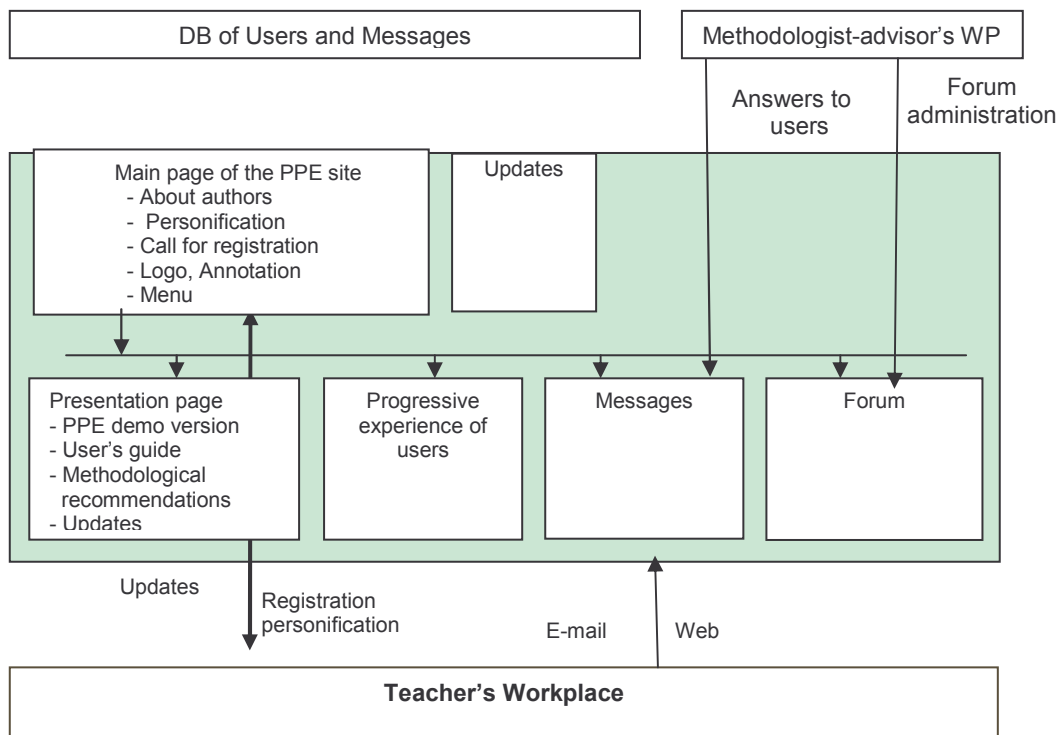 DB of Users and Messages
Methodologist-advisor's WP
Answers to
users
Forum
administration
Main page of the PPE site
- About authors
- Personification
- Call for registration
- Logo, Annotation
- Menu
Updates
Presentation page
- PPE demo version
- User's guide
- Methodological
recommendations
- Updates
Progressive
experience of
users
Messages
Forum
Updates
Registration
personification
E-mail
Web
Teacher's Workplace